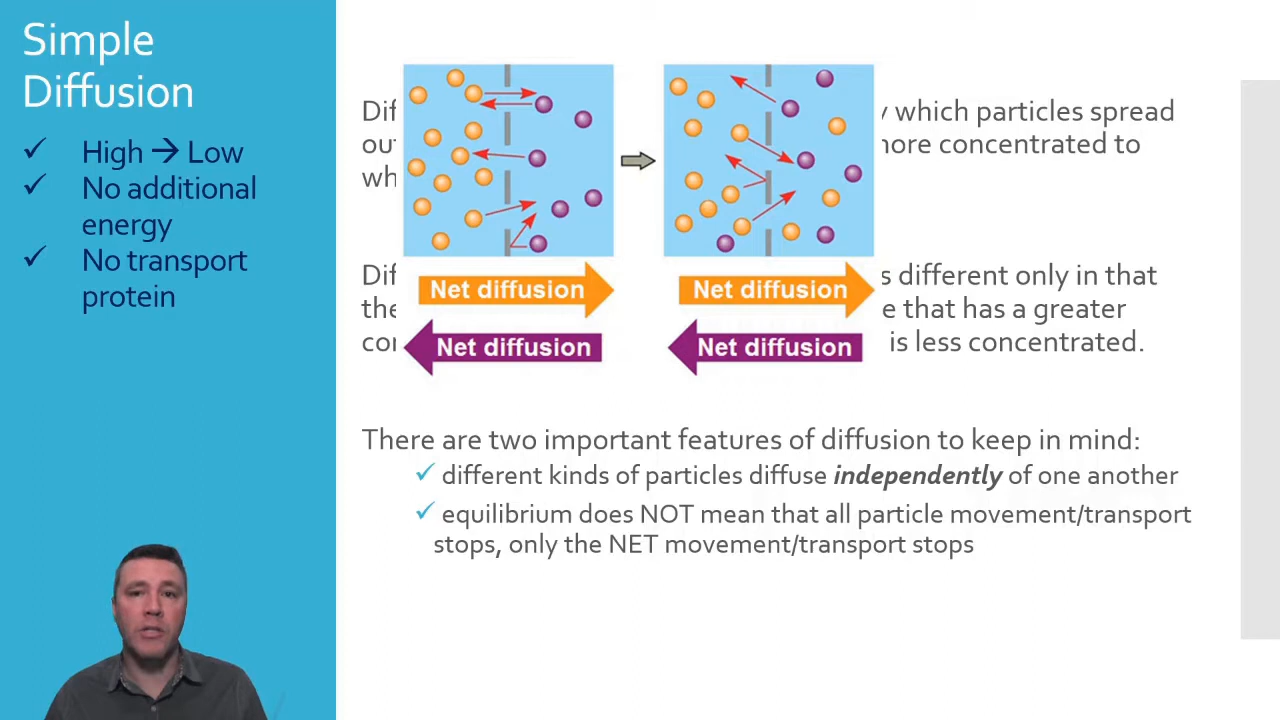 Simple
Diffusion
✓ High → Low
✓ No additional
energy
✓ No transport
protein
which particles spread
more concentrated to
Net diffusion
Net diffusion
s different only in that
the
e that has a greater
Net diffusion
Net diffusion
is less concentrated.
There are two important features of diffusion to keep in mind:
✓ different kinds of particles diffuse independently of one another
✓ equilibrium does NOT mean that all particle movement/transport
stops, only the NET movement/transport stops